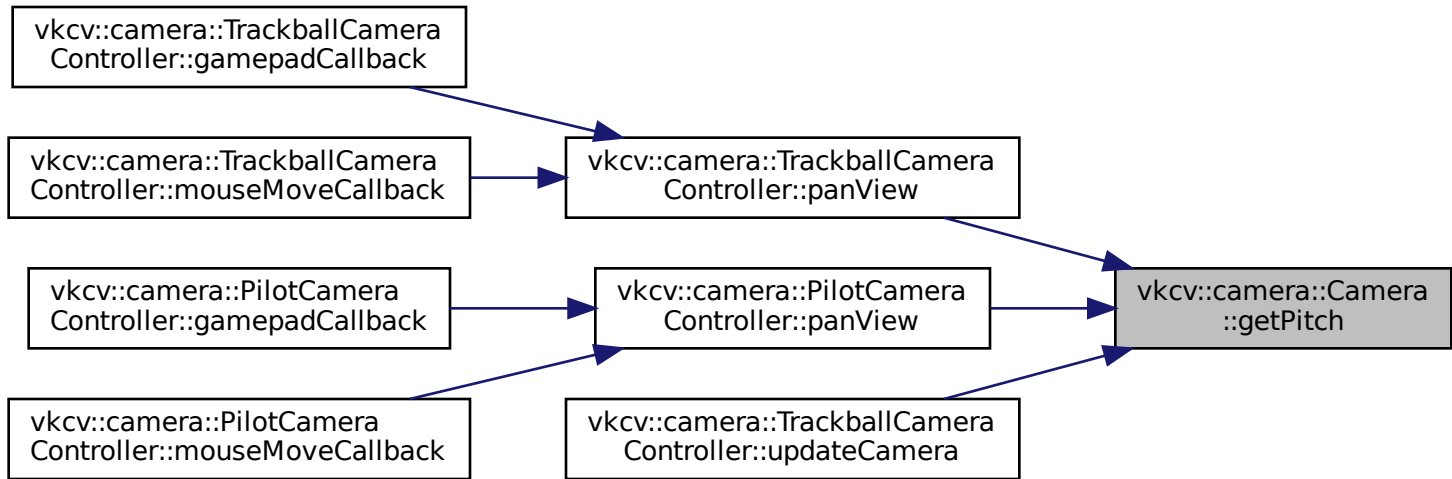 vkcv::camera::TrackballCamera
Controller::gamepadCallback
vkcv::camera::TrackballCamera
Controller::mouseMoveCallback
vkcv::camera::TrackballCamera
Controller::panView
vkcv::camera::PilotCamera
Controller::gamepadCallback
vkcv::camera::PilotCamera
Controller::panView
vkcv::camera::Camera
::getPitch
vkcv::camera::PilotCamera
Controller::mouseMoveCallback
vkcv::camera::TrackballCamera
Controller::updateCamera